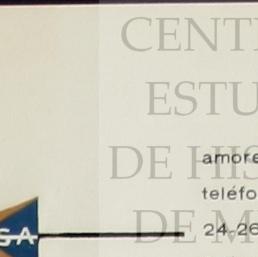 CENT
ESTU
DE HIS
amore
teléfo
DE M
24-26
SA